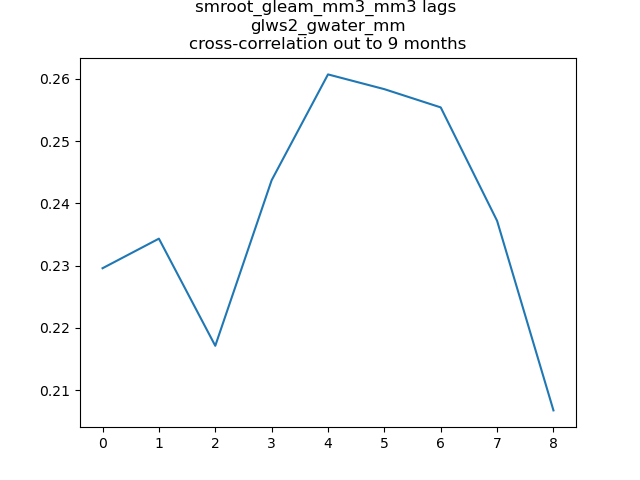 smroot_gleam_mm3_mm3 lags
glws2_gwater_mm
cross-correlation out to 9 months
0.26
0.25
0.24
0.23
0.22
0.21
0 1 2 3 4 5 6 7 8